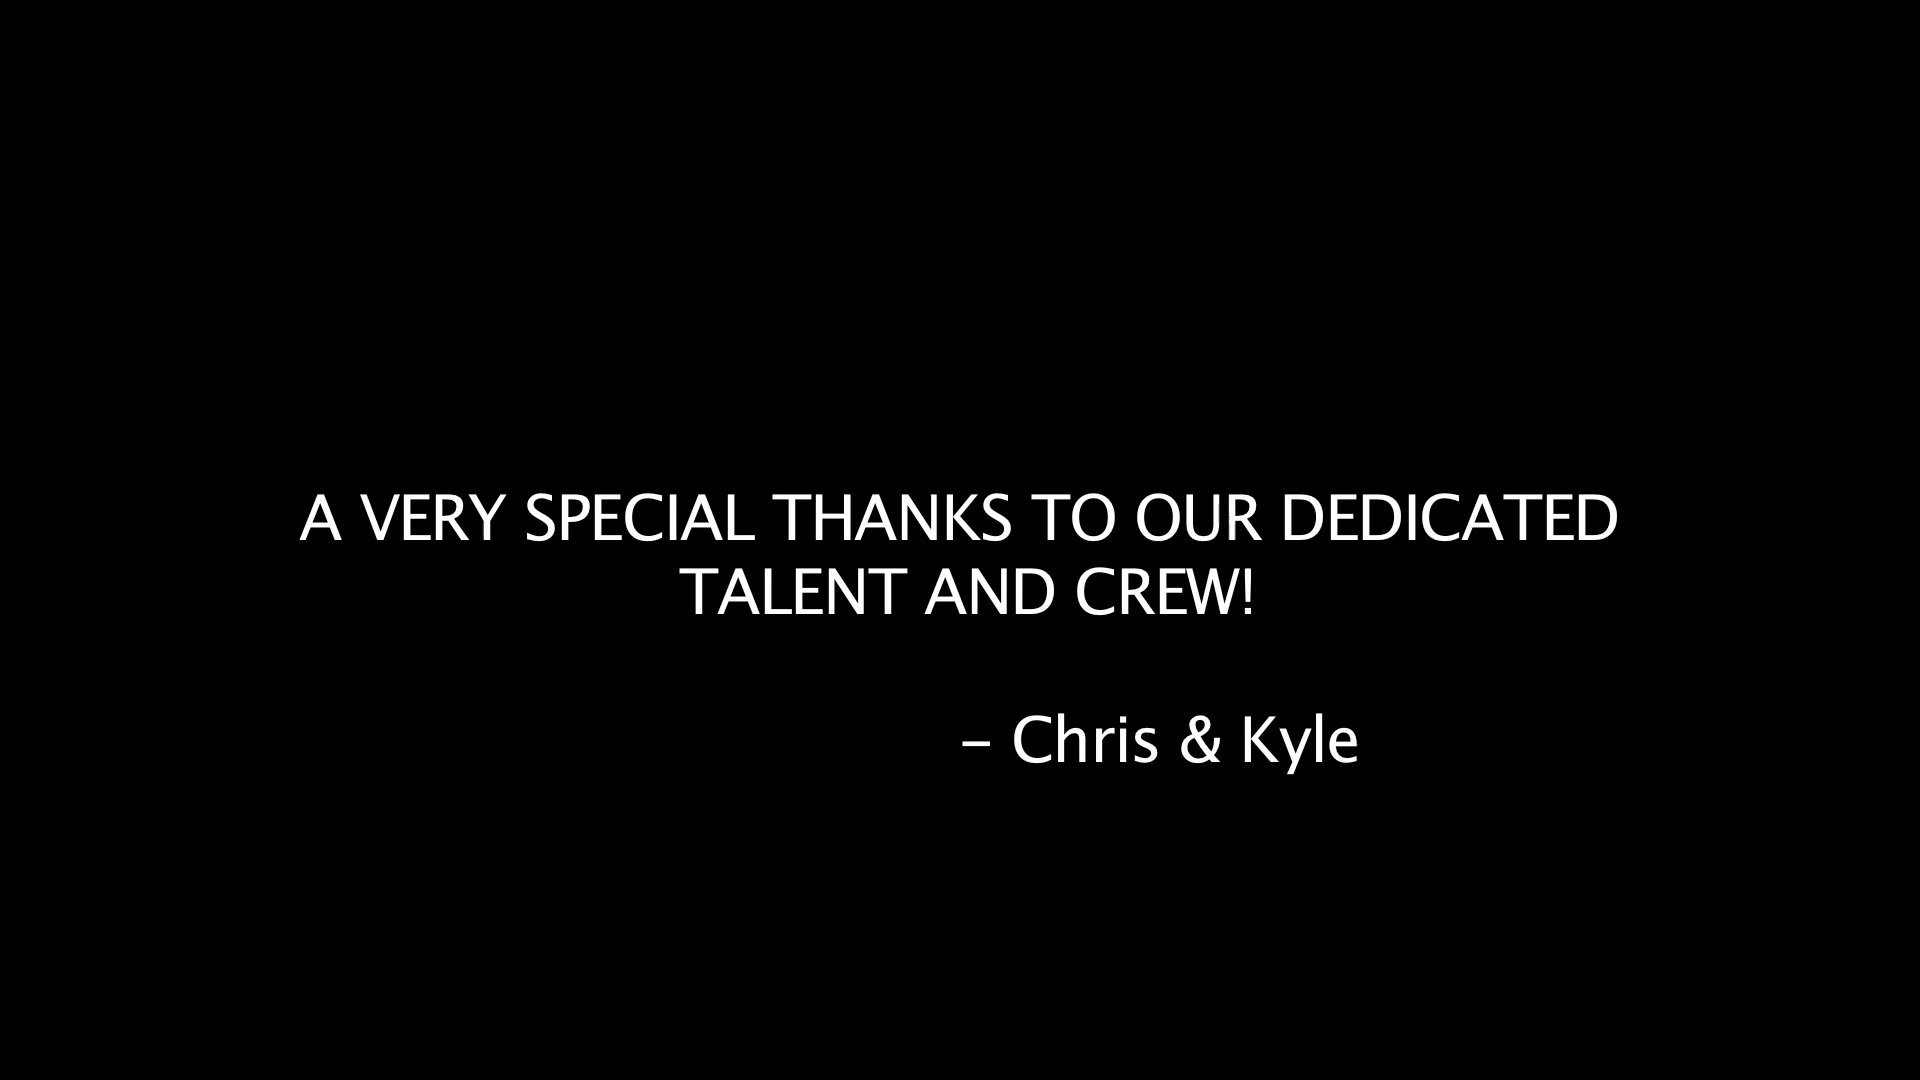 A VERY SPECIAL THANKS TO OUR DEDICATED
TALENT AND CREW!
– Chris & Kyle